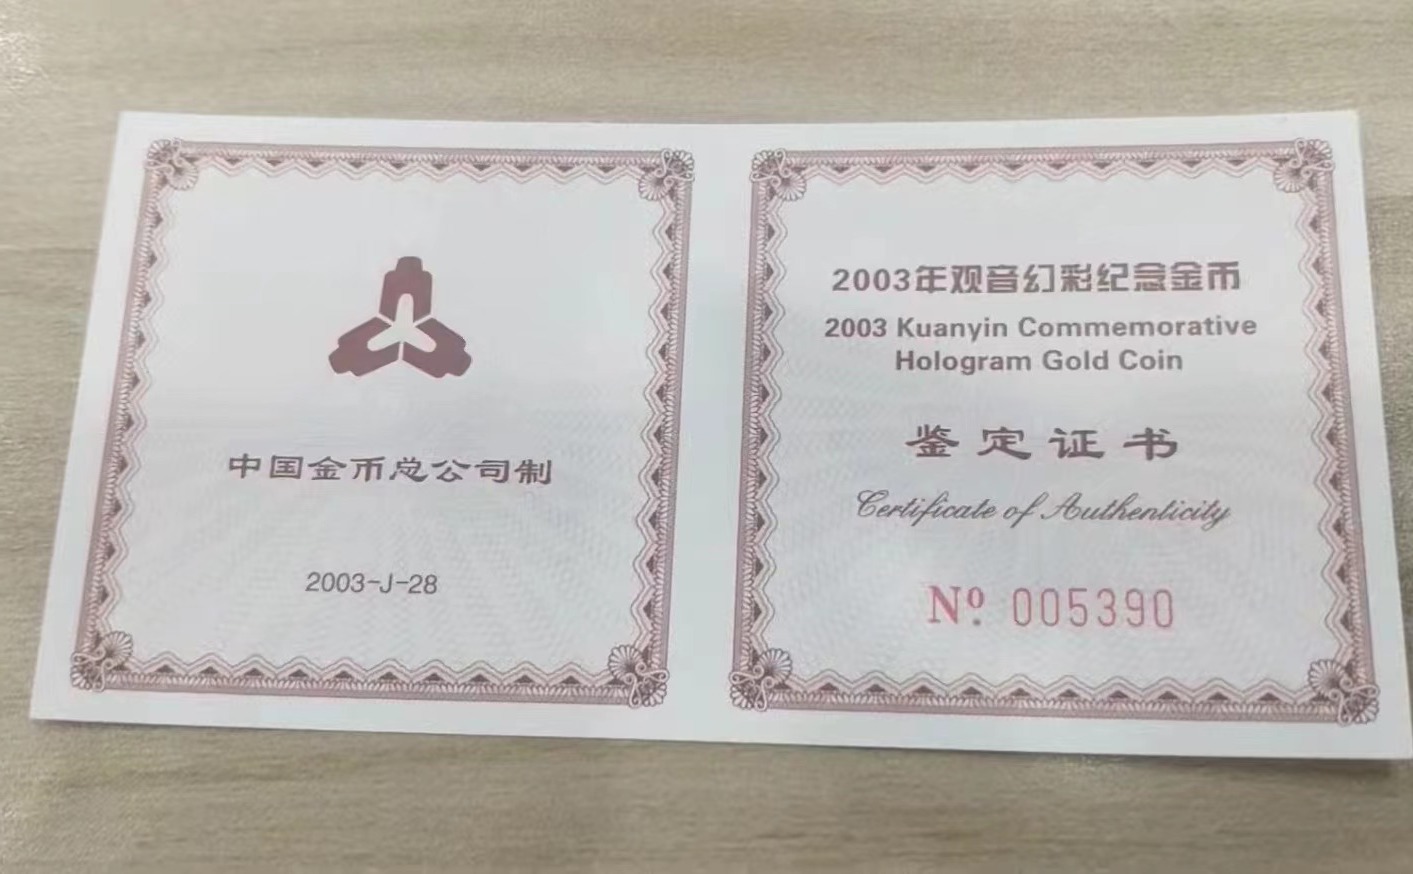 中国金币总公司制
2003-J-28
2003年观音幻彩纪念金币
2003 Kuanyin Commemorative
Hologram Gold Coin
鉴定证书
Certificate of Authenticity
Nº. 005390